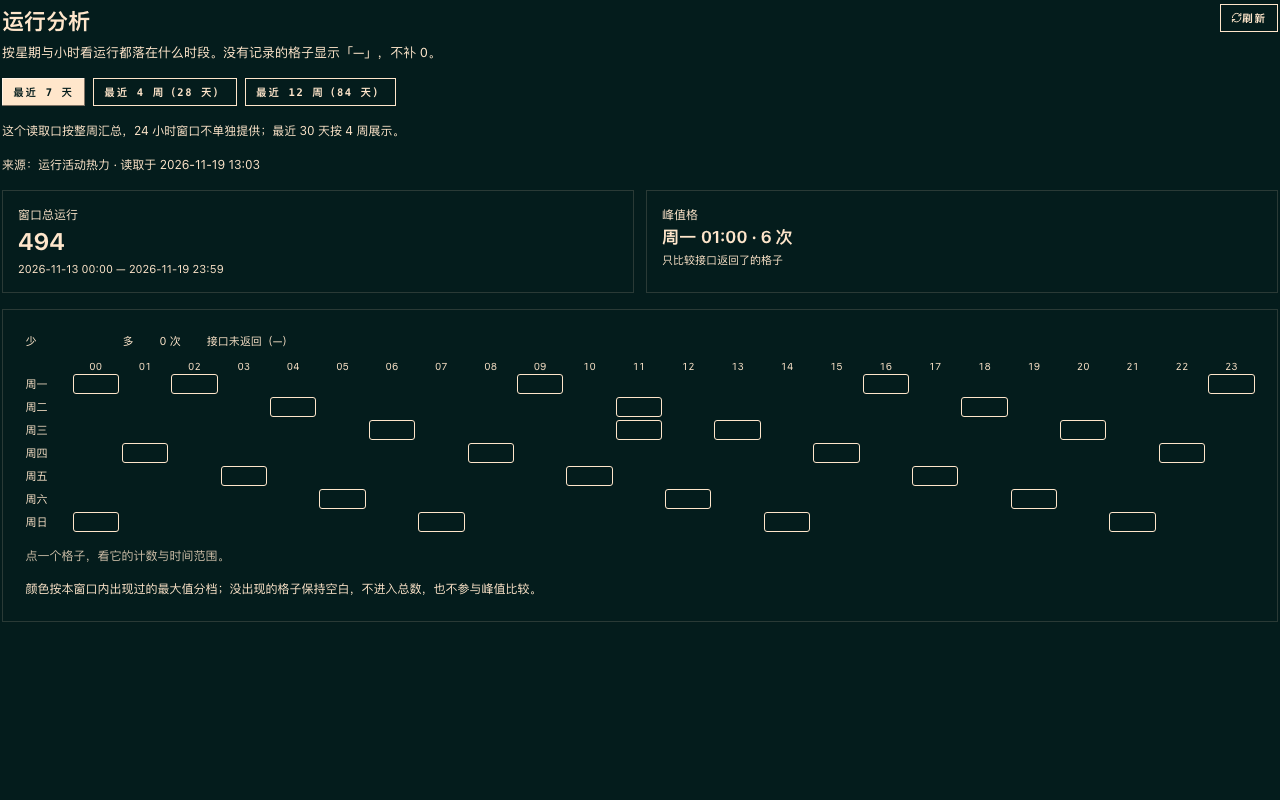 运行分析
刷新
按星期与小时看运行都落在什么时段。没有记录的格子显示「—」，不补 0。
最近 7 天
最近 4 周（28 天）
最近 12 周（84 天）
这个读取口按整周汇总，24 小时窗口不单独提供；最近 30 天按 4 周展示。
来源：运行活动热力 · 读取于 2026-11-19 13:03
窗口总运行
494
2026-11-13 00:00 — 2026-11-19 23:59
峰值格
周一 01:00 · 6 次
只比较接口返回了的格子
少 多 0 次 接口未返回（—）
00 01 02 03 04 05 06 07 08 09 10 11 12 13 14 15 16 17 18 19 20 21 22 23
周一
周二
周三
周四
周五
周六
周日
点一个格子，看它的计数与时间范围。
颜色按本窗口内出现过的最大值分档；没出现的格子保持空白，不进入总数，也不参与峰值比较。